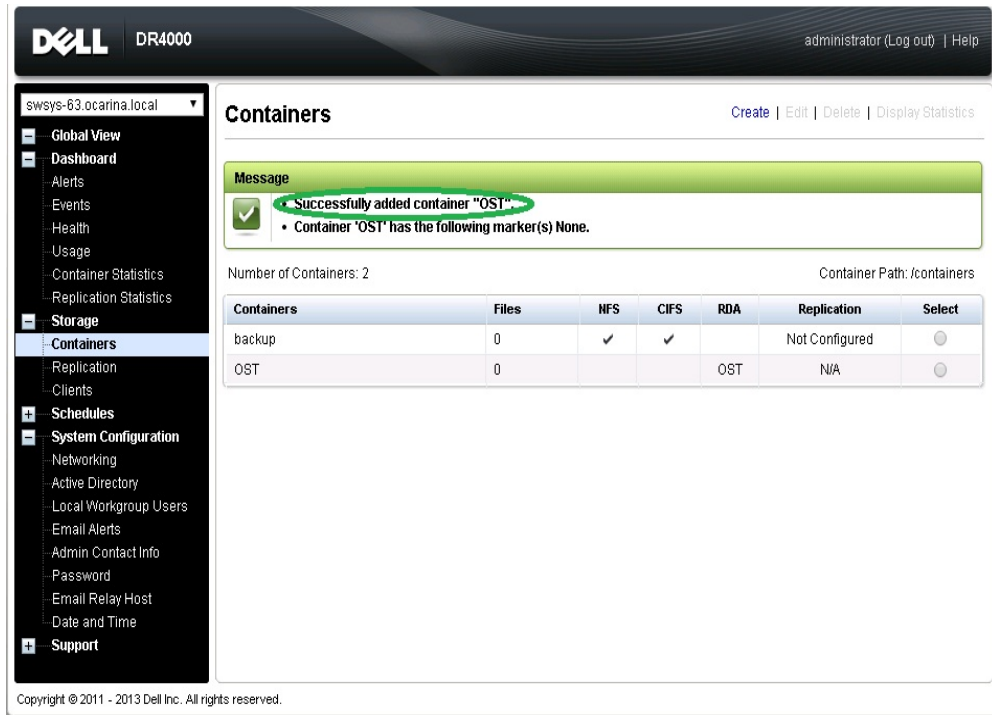 DELL DR4000
administrator (Log out) | Help
swsys-63.ocarina.local
Global View
Dashboard
Alerts
Events
Health
Usage
Container Statistics
Replication Statistics
Storage
Containers
Replication
Clients
Schedules
System Configuration
Networking
Active Directory
Local Workgroup Users
Email Alerts
Admin Contact Info
Password
Email Relay Host
Date and Time
Support
Containers
Create | Edit | Delete | Display Statistics
Message
• Successfully added container "OST".
• Container 'OST' has the following marker(s) None.
Number of Containers: 2
Container Path: /containers
Containers Files NFS CIFS RDA Replication Select
backup 0 ✔ ✔ Not Configured
OST 0 OST N/A
Copyright © 2011 - 2013 Dell Inc. All rights reserved.